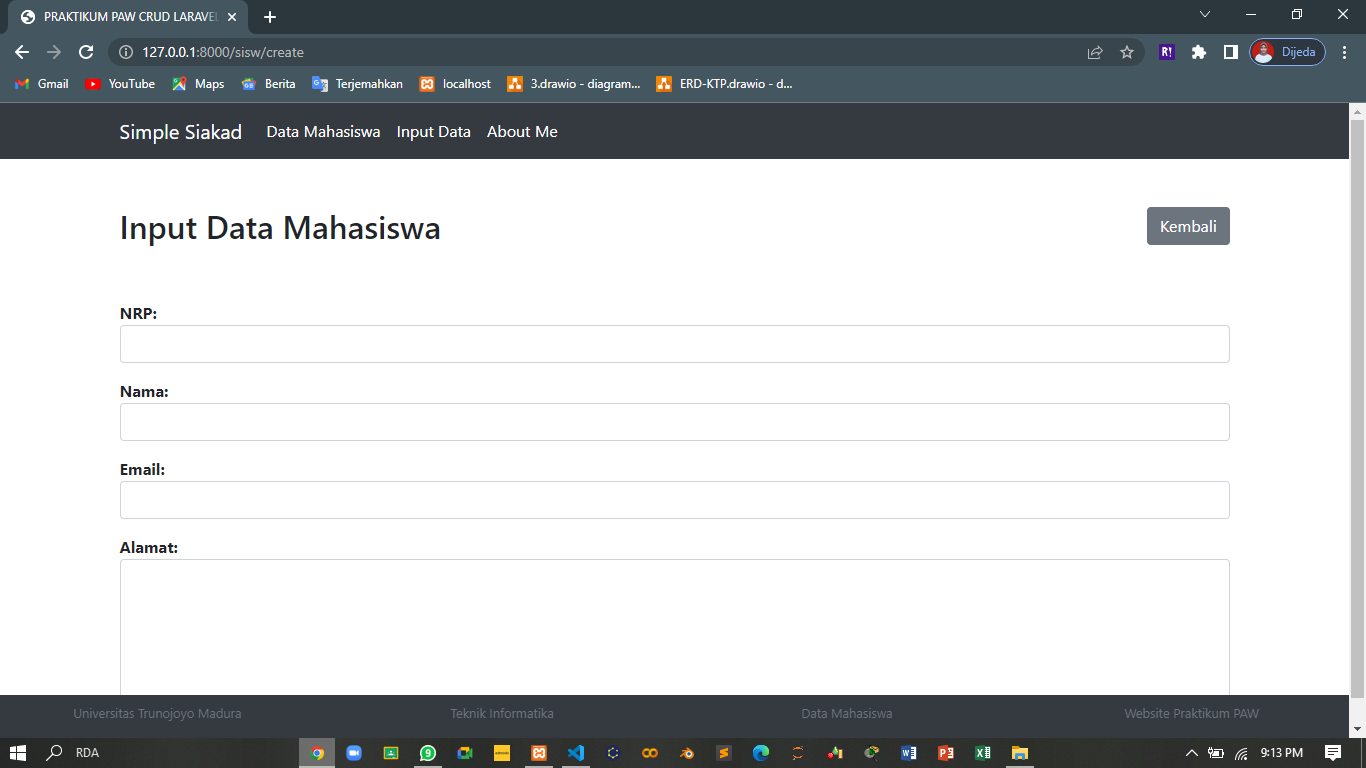 PRAKTIKUM PAW CRUD LARAVEL
127.0.0.1:8000/sisw/create
R!
Dijeda
Gmail
YouTube
Maps
Berita
Terjemahkan
localhost
3.drawio - diagram...
ERD-KTP.drawio - d...
Simple Siakad
Data Mahasiswa
Input Data
About Me
Input Data Mahasiswa
Kembali
NRP:
Nama:
Email:
Alamat:
Universitas Trunojoyo Madura
Teknik Informatika
Data Mahasiswa
Website Praktikum PAW
RDA
9
9:13 PM